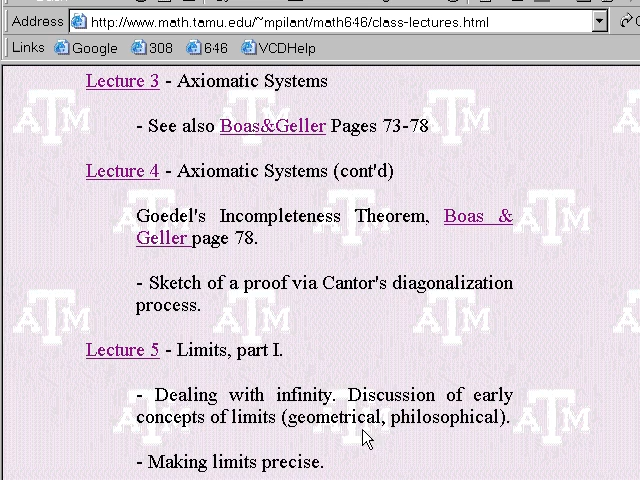 Address http://www.math.tamu.edu/~mpilant/math646/class-lectures.html
Links Google 308 646 VCDHelp
Lecture 3 - Axiomatic Systems
- See also Boas&Geller Pages 73-78
Lecture 4 - Axiomatic Systems (cont'd)
Goedel's Incompleteness Theorem, Boas &
Geller page 78.
- Sketch of a proof via Cantor's diagonalization
process.
Lecture 5 - Limits, part I.
- Dealing with infinity. Discussion of early
concepts of limits (geometrical, philosophical).
- Making limits precise.